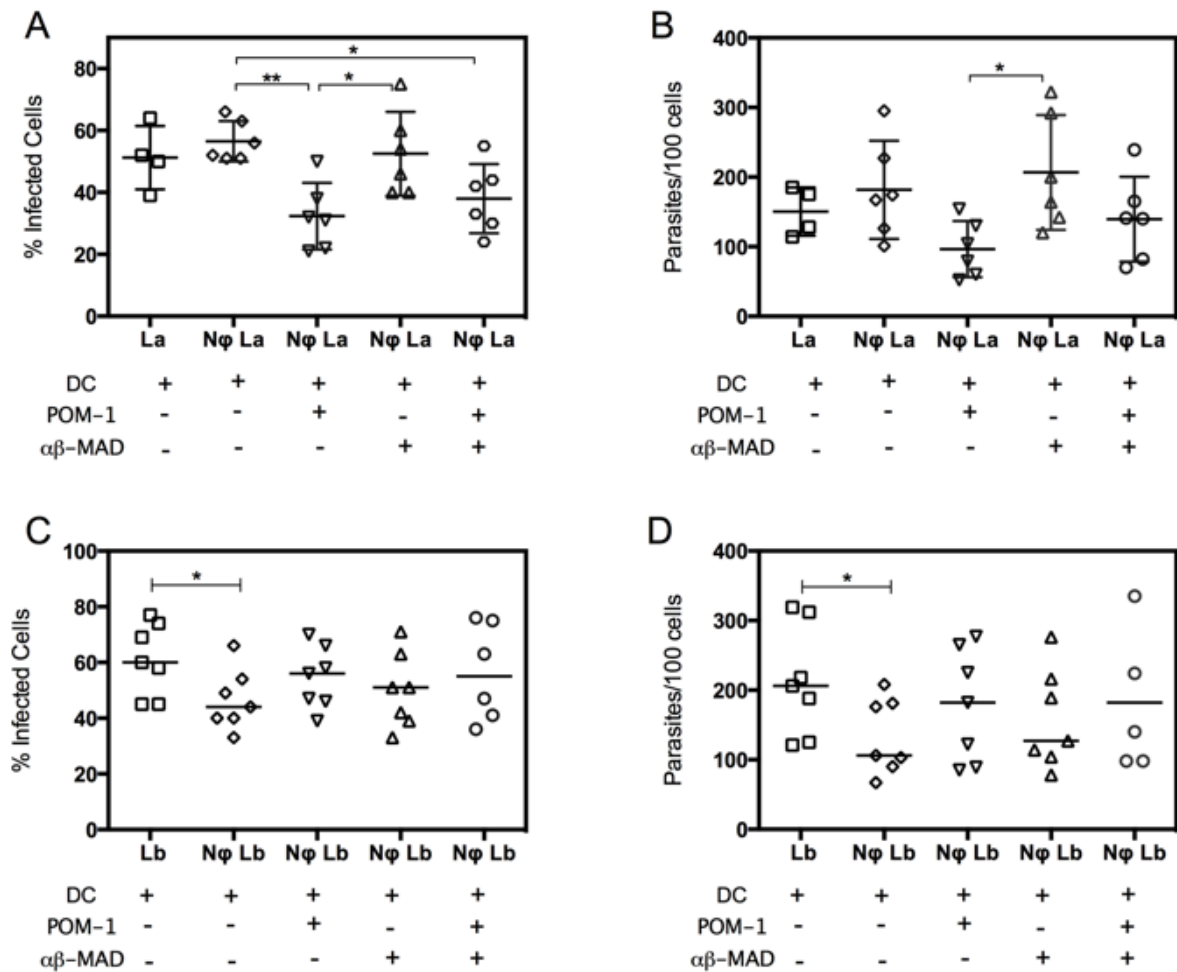 A
% Infected Cells
80
60
40
20
0
* ** *
La Nφ La Nφ La Nφ La Nφ La
DC + + + + +
POM-1 - - + - +
αβ-MAD - - - + +
B
Parasites/100 cells
400
300
200
100
0
*
La Nφ La Nφ La Nφ La Nφ La
DC + + + + +
POM-1 - - + - +
αβ-MAD - - - + +
C
% Infected Cells
100
80
60
40
20
0
*
Lb Nφ Lb Nφ Lb Nφ Lb Nφ Lb
DC + + + + +
POM-1 - - + - +
αβ-MAD - - - + +
D
Parasites/100 cells
400
300
200
100
0
*
Lb Nφ Lb Nφ Lb Nφ Lb Nφ Lb
DC + + + + +
POM-1 - - + - +
αβ-MAD - - - + +